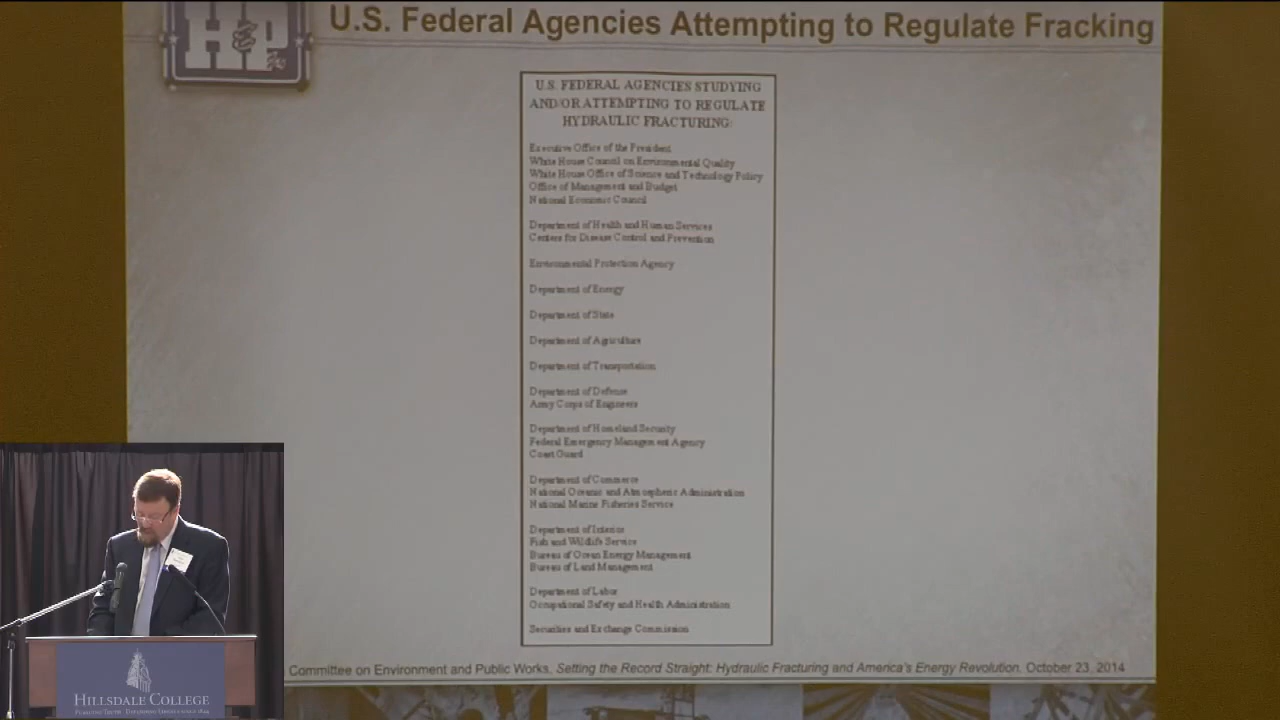 H&P
U.S. Federal Agencies Attempting to Regulate Fracking
U.S. FEDERAL AGENCIES STUDYING
AND/OR ATTEMPTING TO REGULATE
HYDRAULIC FRACTURING:
Executive Office of the President
White House Council on Environmental Quality
White House Office of Science and Technology Policy
Office of Management and Budget
National Economic Council
Department of Health and Human Services
Centers for Disease Control and Prevention
Environmental Protection Agency
Department of Energy
Department of State
Department of Agriculture
Department of Transportation
Department of Defense
Army Corps of Engineers
Department of Homeland Security
Federal Emergency Management Agency
Coast Guard
Department of Commerce
National Oceanic and Atmospheric Administration
National Marine Fisheries Service
Department of Interior
Fish and Wildlife Service
Bureau of Ocean Energy Management
Bureau of Land Management
Department of Labor
Occupational Safety and Health Administration
Securities and Exchange Commission
Committee on Environment and Public Works. Setting the Record Straight: Hydraulic Fracturing and America's Energy Revolution. October 23, 2014
HILLSDALE COLLEGE
PURSUING TRUTH · DEFENDING LIBERTY SINCE 1844